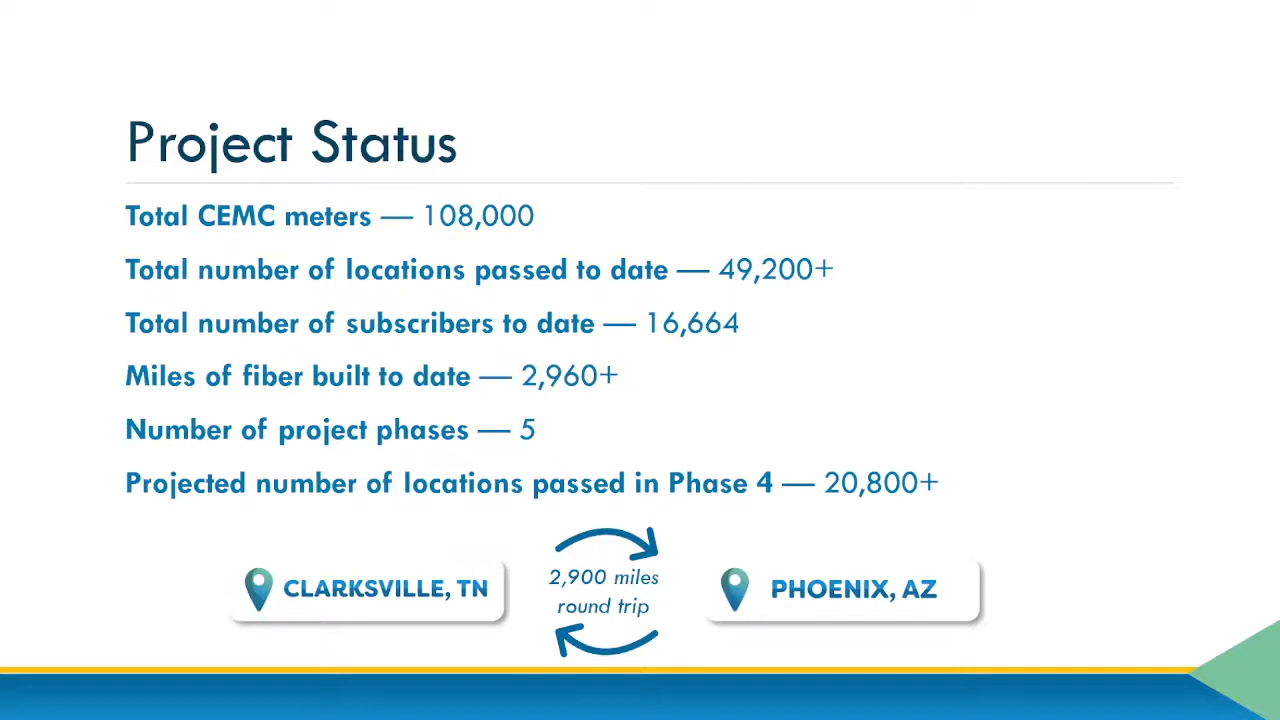 Project Status
Total CEMC meters — 108,000
Total number of locations passed to date — 49,200+
Total number of subscribers to date — 16,664
Miles of fiber built to date — 2,960+
Number of project phases — 5
Projected number of locations passed in Phase 4 — 20,800+
CLARKSVILLE, TN
2,900 miles
round trip
PHOENIX, AZ